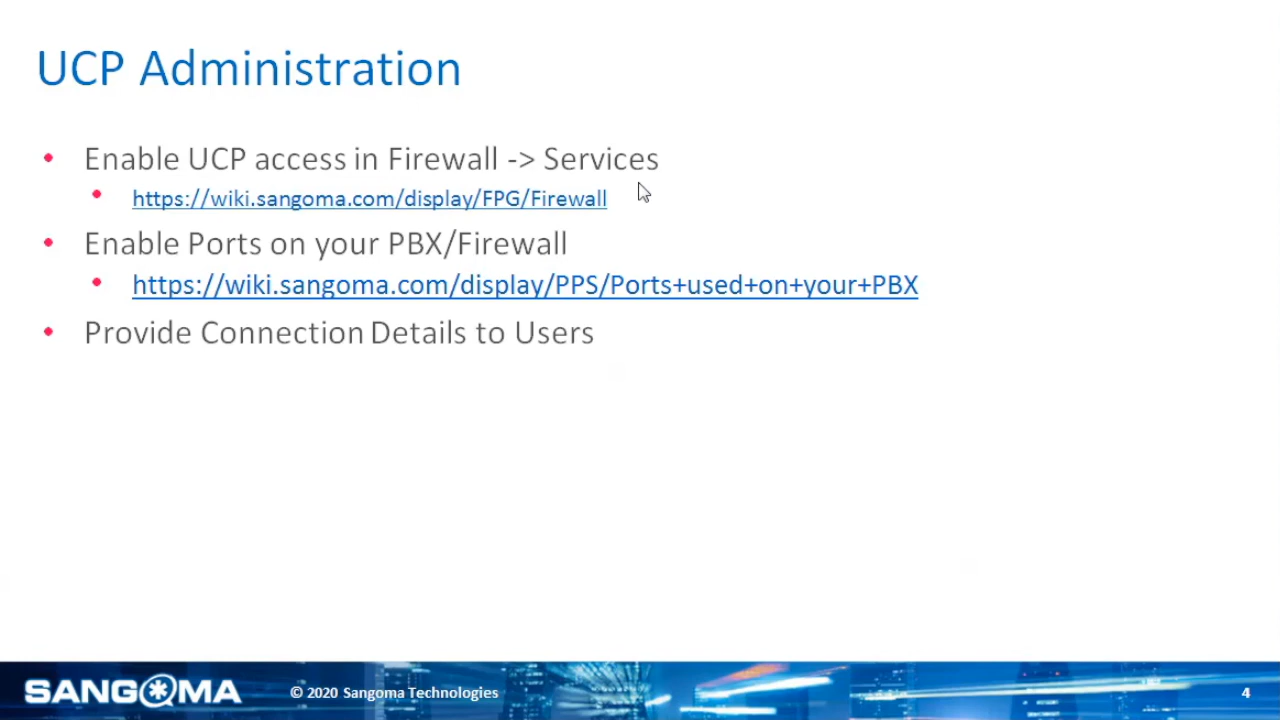 UCP Administration
Enable UCP access in Firewall -> Services
https://wiki.sangoma.com/display/FPG/Firewall
Enable Ports on your PBX/Firewall
https://wiki.sangoma.com/display/PPS/Ports+used+on+your+PBX
Provide Connection Details to Users
SANGOMA
© 2020 Sangoma Technologies
4